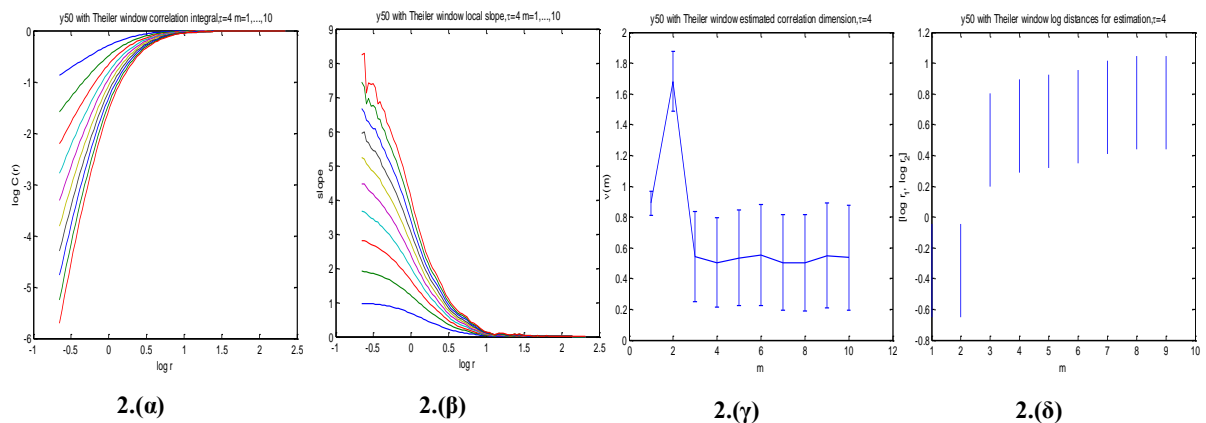 y50 with Theiler window correlation integral,τ=4 m=1,...,10
0
-1
-2
-3
-4
-5
-6
log C(r)
-1 -0.5 0 0.5 1 1.5 2 2.5
log r
2.(α)
y50 with Theiler window local slope,τ=4 m=1,...,10
9
8
7
6
5
4
3
2
1
0
slope
-1 -0.5 0 0.5 1 1.5 2 2.5
log r
2.(β)
y50 with Theiler window estimated correlation dimension,τ=4
2
1.8
1.6
1.4
1.2
1
0.8
0.6
0.4
0.2
0
ν(m)
0 2 4 6 8 10 12
m
2.(γ)
y50 with Theiler window log distances for estimation,τ=4
1.2
1
0.8
0.6
0.4
0.2
0
-0.2
-0.4
-0.6
-0.8
[log r₁, log r₂]
1 2 3 4 5 6 7 8 9 10
m
2.(δ)